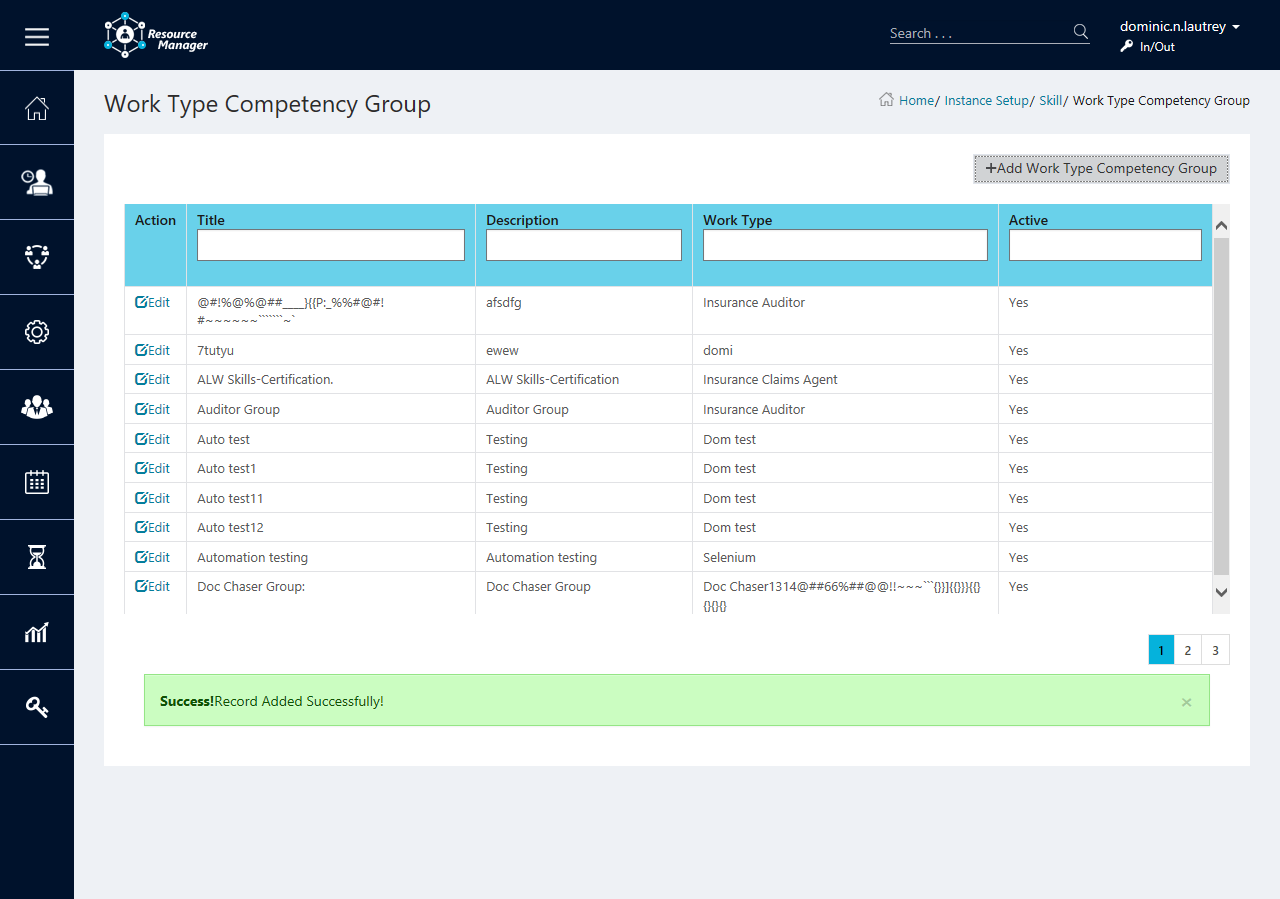 Resource
Manager
Search . . .
dominic.n.lautrey
In/Out
Work Type Competency Group
Home/ Instance Setup/ Skill/ Work Type Competency Group
+Add Work Type Competency Group
Action Title Description Work Type Active
Edit @#!%@%@##____}{{P:_%%#@#! afsdfg Insurance Auditor Yes
#~~~~~~```````~`
Edit 7tutyu ewew domi Yes
Edit ALW Skills-Certification. ALW Skills-Certification Insurance Claims Agent Yes
Edit Auditor Group Auditor Group Insurance Auditor Yes
Edit Auto test Testing Dom test Yes
Edit Auto test1 Testing Dom test Yes
Edit Auto test11 Testing Dom test Yes
Edit Auto test12 Testing Dom test Yes
Edit Automation testing Automation testing Selenium Yes
Edit Doc Chaser Group: Doc Chaser Group Doc Chaser1314@##66%##@@!!~~~```{}}]{{}}}{{} Yes
{}{}{}
1 2 3
Success!Record Added Successfully! ×